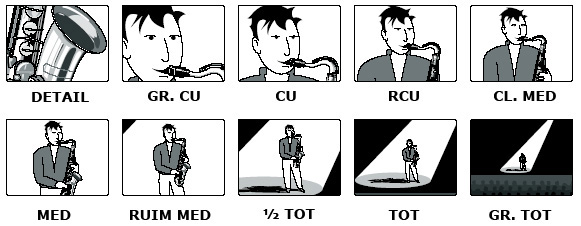 DETAIL GR. CU CU RCU CL. MED
MED RUIM MED ½ TOT TOT GR. TOT